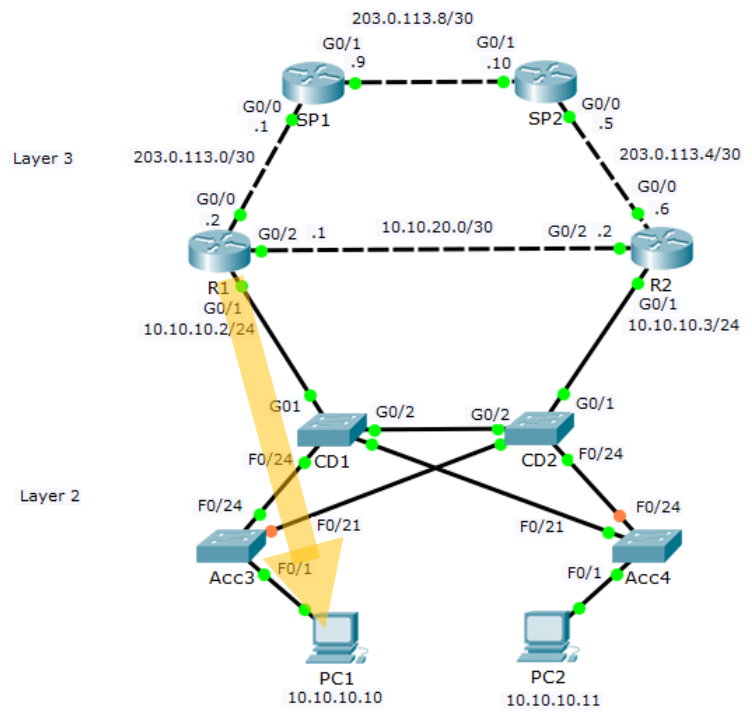 203.0.113.8/30
G0/1
G0/1
.9
.10
SP1
SP2
G0/0
.1
G0/0
.5
Layer 3
203.0.113.0/30
203.0.113.4/30
G0/0
.2
G0/0
.6
G0/2
.1
10.10.20.0/30
G0/2
.2
R1
R2
G0/1
10.10.10.2/24
G0/1
10.10.10.3/24
G01
G0/2
G0/2
G0/1
CD1
CD2
F0/24
F0/24
Layer 2
F0/24
F0/21
F0/21
Acc3
Acc4
F0/1
F0/1
PC1
10.10.10.10
PC2
10.10.10.11